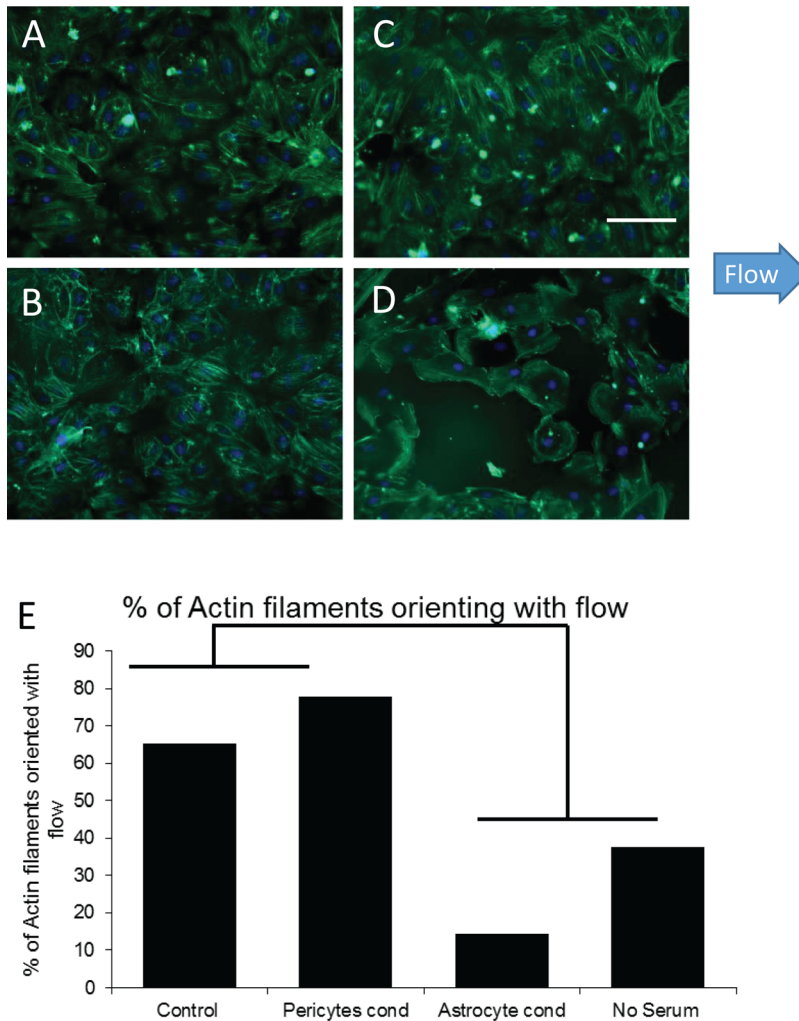 A
C
Flow
B
D
E
% of Actin filaments orienting with flow
% of Actin filaments oriented with
flow
90
80
70
60
50
40
30
20
10
0
Control
Pericytes cond
Astrocyte cond
No Serum